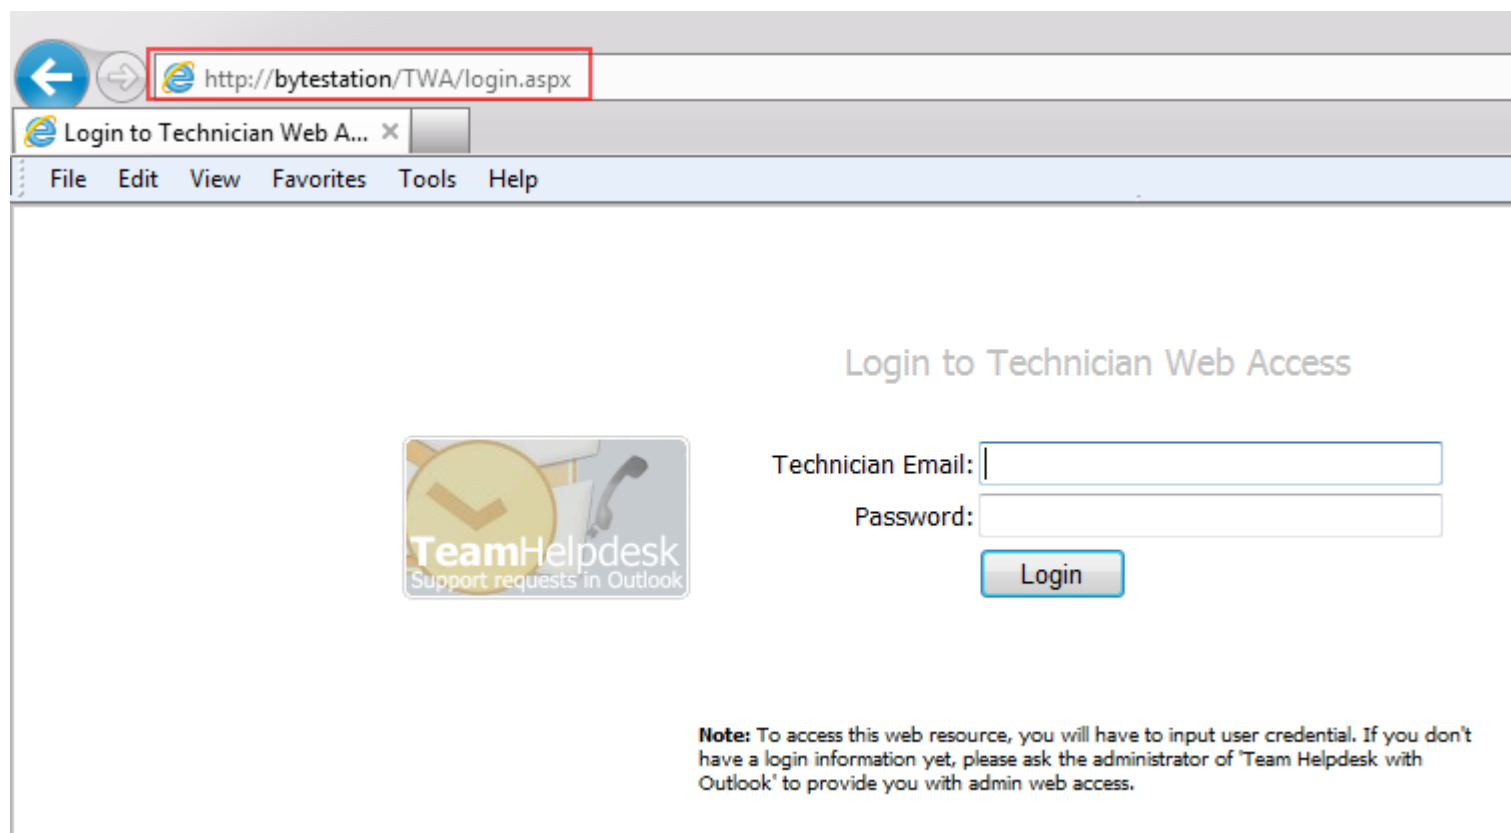 http://bytestation/TWA/login.aspx
Login to Technician Web A...
File Edit View Favorites Tools Help
Login to Technician Web Access
Technician Email:
Password:
TeamHelpdesk
Support requests in Outlook
Login
Note: To access this web resource, you will have to input user credential. If you don't
have a login information yet, please ask the administrator of 'Team Helpdesk with
Outlook' to provide you with admin web access.